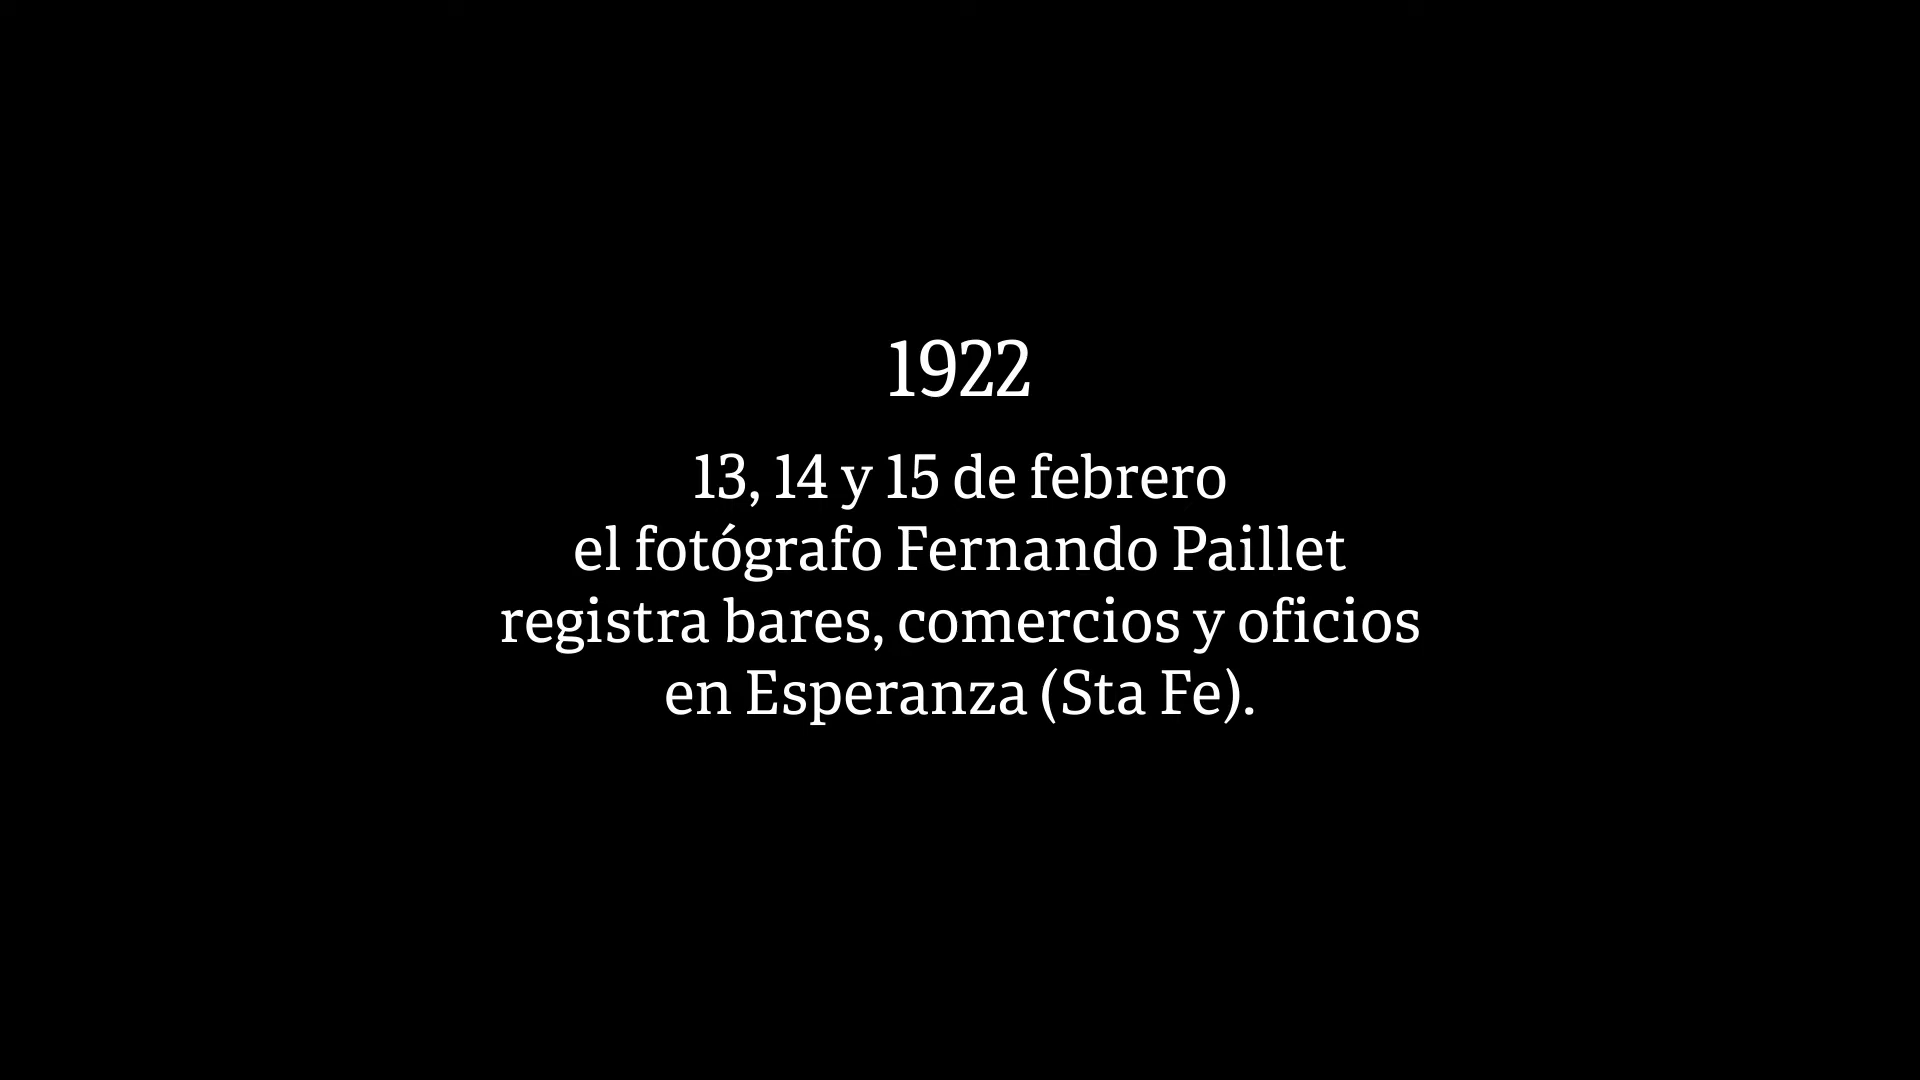 1922
13, 14 y 15 de febrero
el fotógrafo Fernando Paillet
registra bares, comercios y oficios
en Esperanza (Sta Fe).